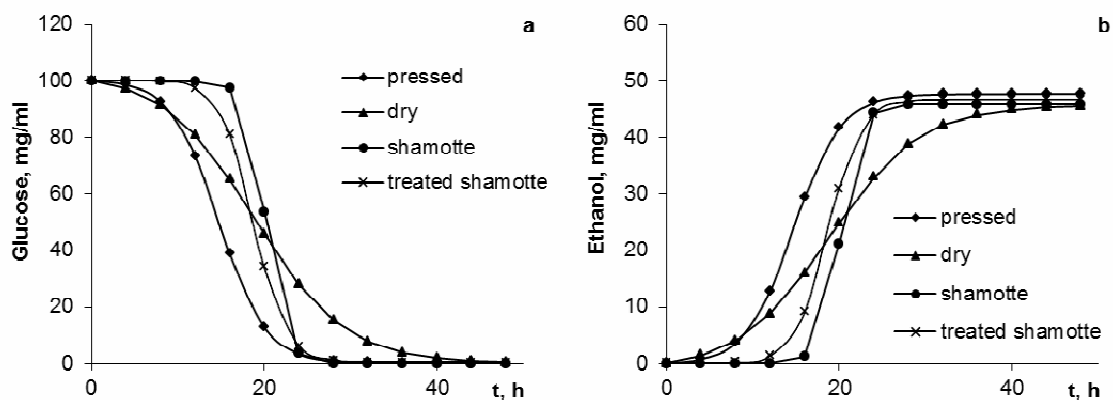 a
120
100
80
60
40
20
0
Glucose, mg/ml
pressed
dry
shamotte
treated shamotte
0
20
40
t, h
b
60
50
40
30
20
10
0
Ethanol, mg/ml
pressed
dry
shamotte
treated shamotte
0
20
40
t, h